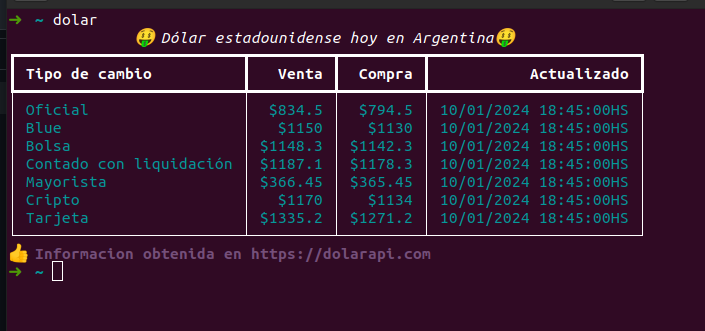 ➜ ~ dolar
🤑 Dólar estadounidense hoy en Argentina🤑
Tipo de cambio Venta Compra Actualizado
Oficial $834.5 $794.5 10/01/2024 18:45:00HS
Blue $1150 $1130 10/01/2024 18:45:00HS
Bolsa $1148.3 $1142.3 10/01/2024 18:45:00HS
Contado con liquidación $1187.1 $1178.3 10/01/2024 18:45:00HS
Mayorista $366.45 $365.45 10/01/2024 18:45:00HS
Cripto $1170 $1134 10/01/2024 18:45:00HS
Tarjeta $1335.2 $1271.2 10/01/2024 18:45:00HS
👍 Informacion obtenida en https://dolarapi.com
➜ ~